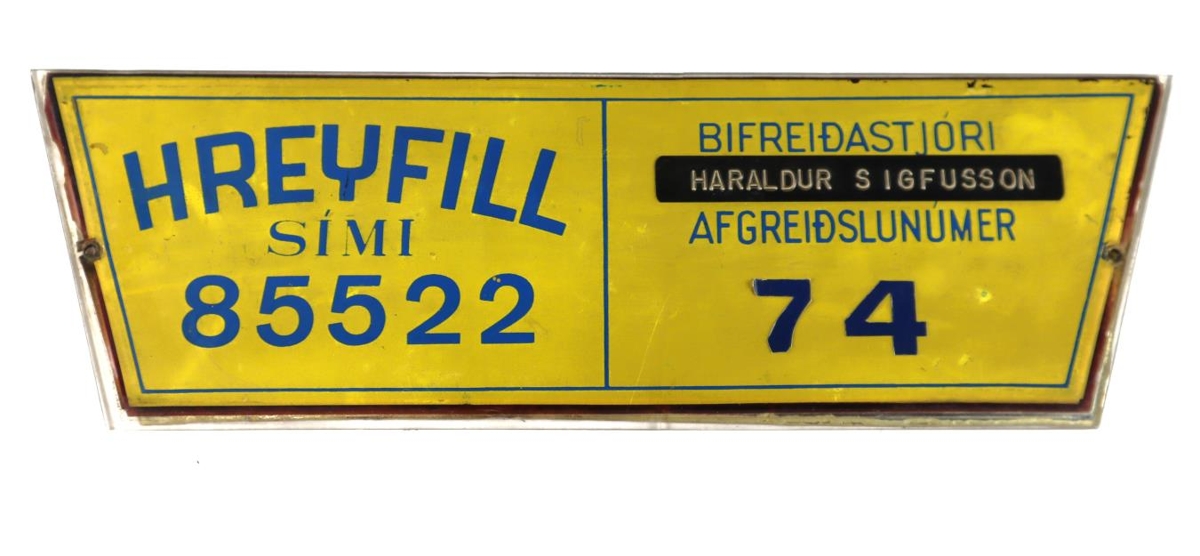 HREYFILL
SÍMI
85522
BIFREIÐASTJÓRI
HARALDUR SIGFUSSON
AFGREIÐSLUNÚMER
74